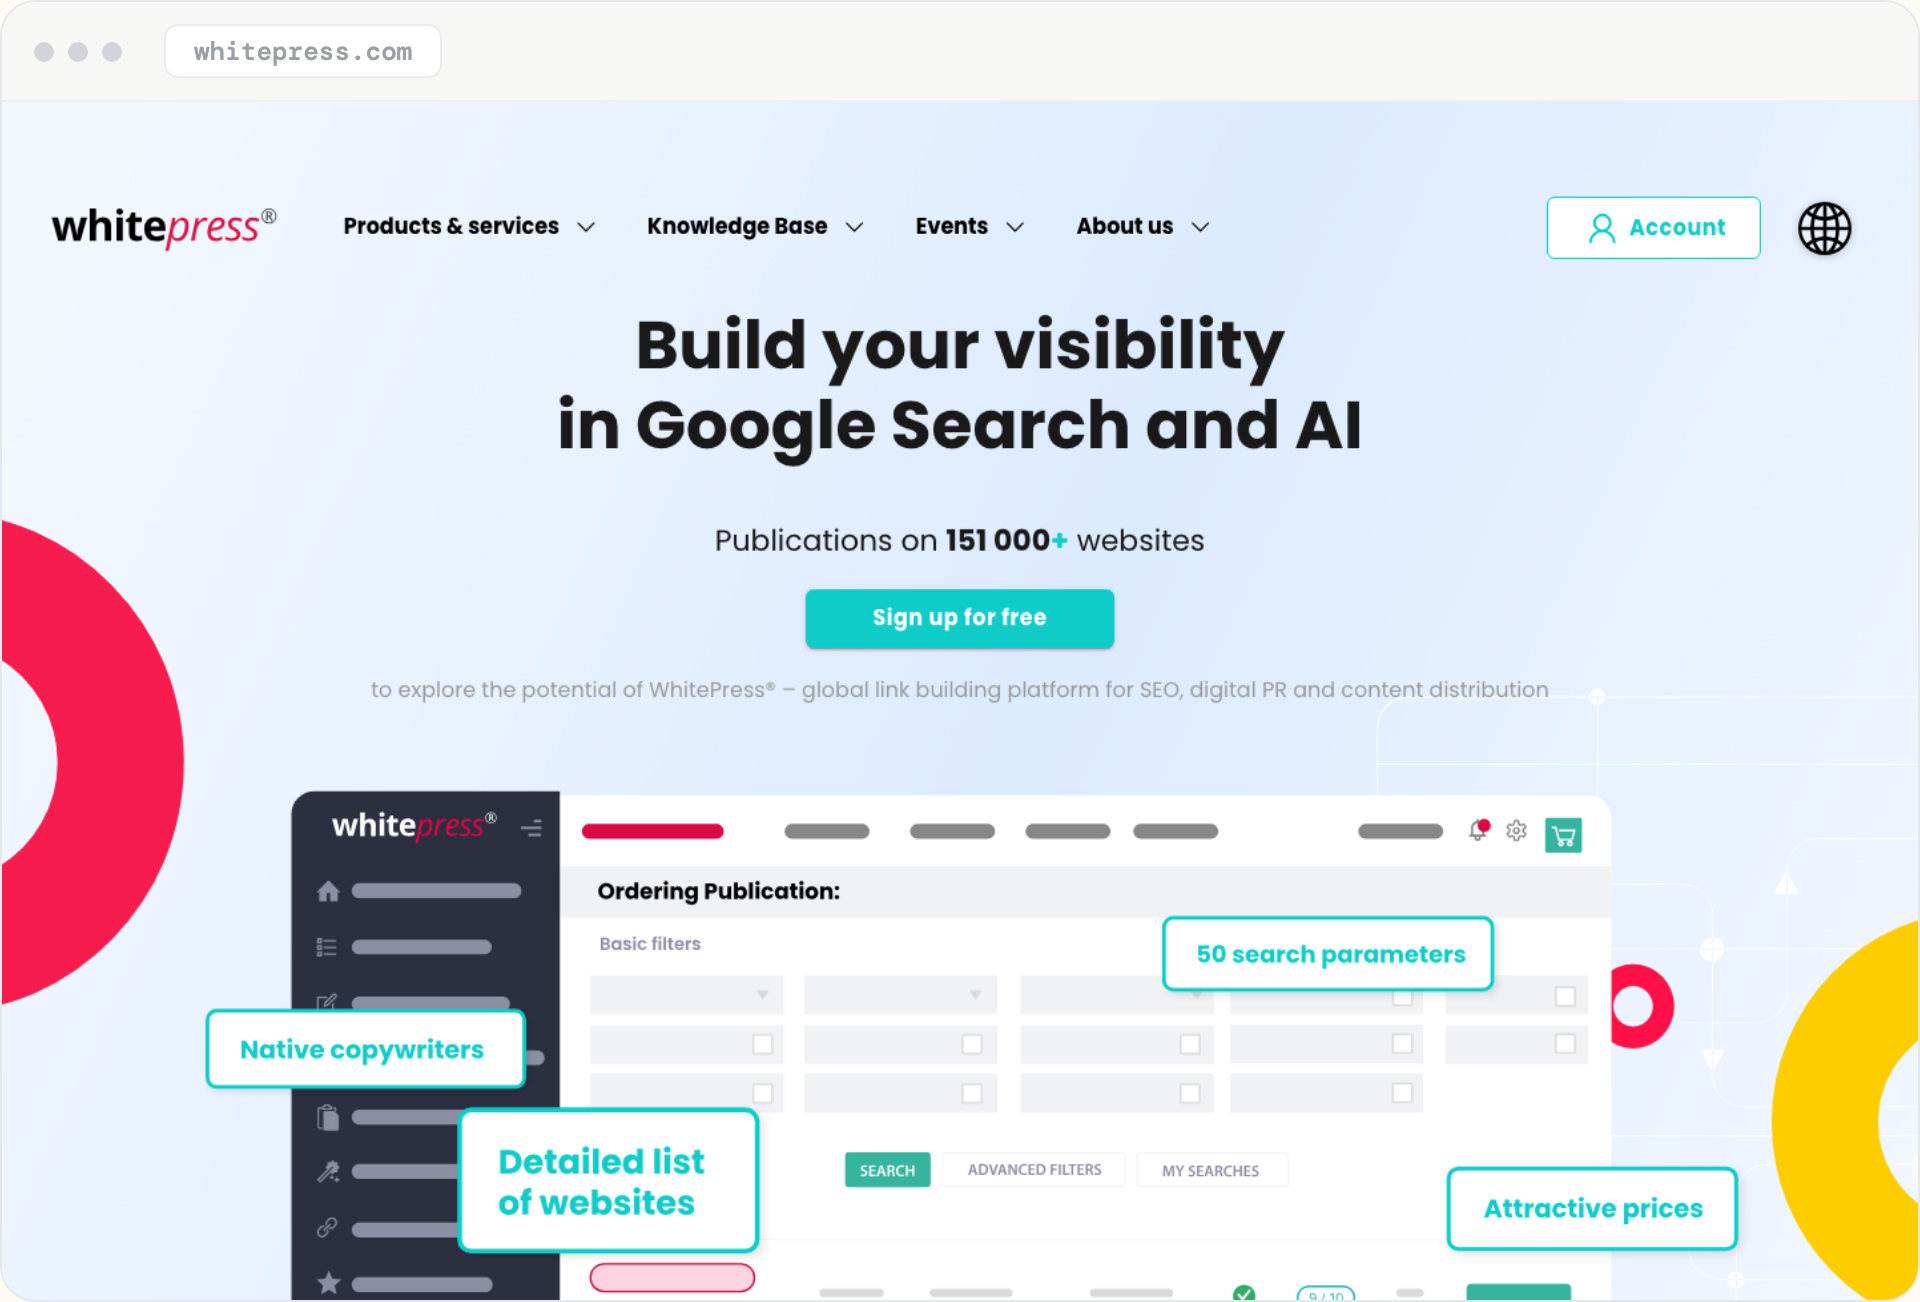 whitepress.com
whitepress®
Products & services
Knowledge Base
Events
About us
Account
Build your visibility
in Google Search and AI
Publications on 151 000+ websites
Sign up for free
to explore the potential of WhitePress® – global link building platform for SEO, digital PR and content distribution
whitepress®
Ordering Publication:
Basic filters
50 search parameters
Native copywriters
Detailed list
of websites
SEARCH
ADVANCED FILTERS
MY SEARCHES
Attractive prices
9 / 10